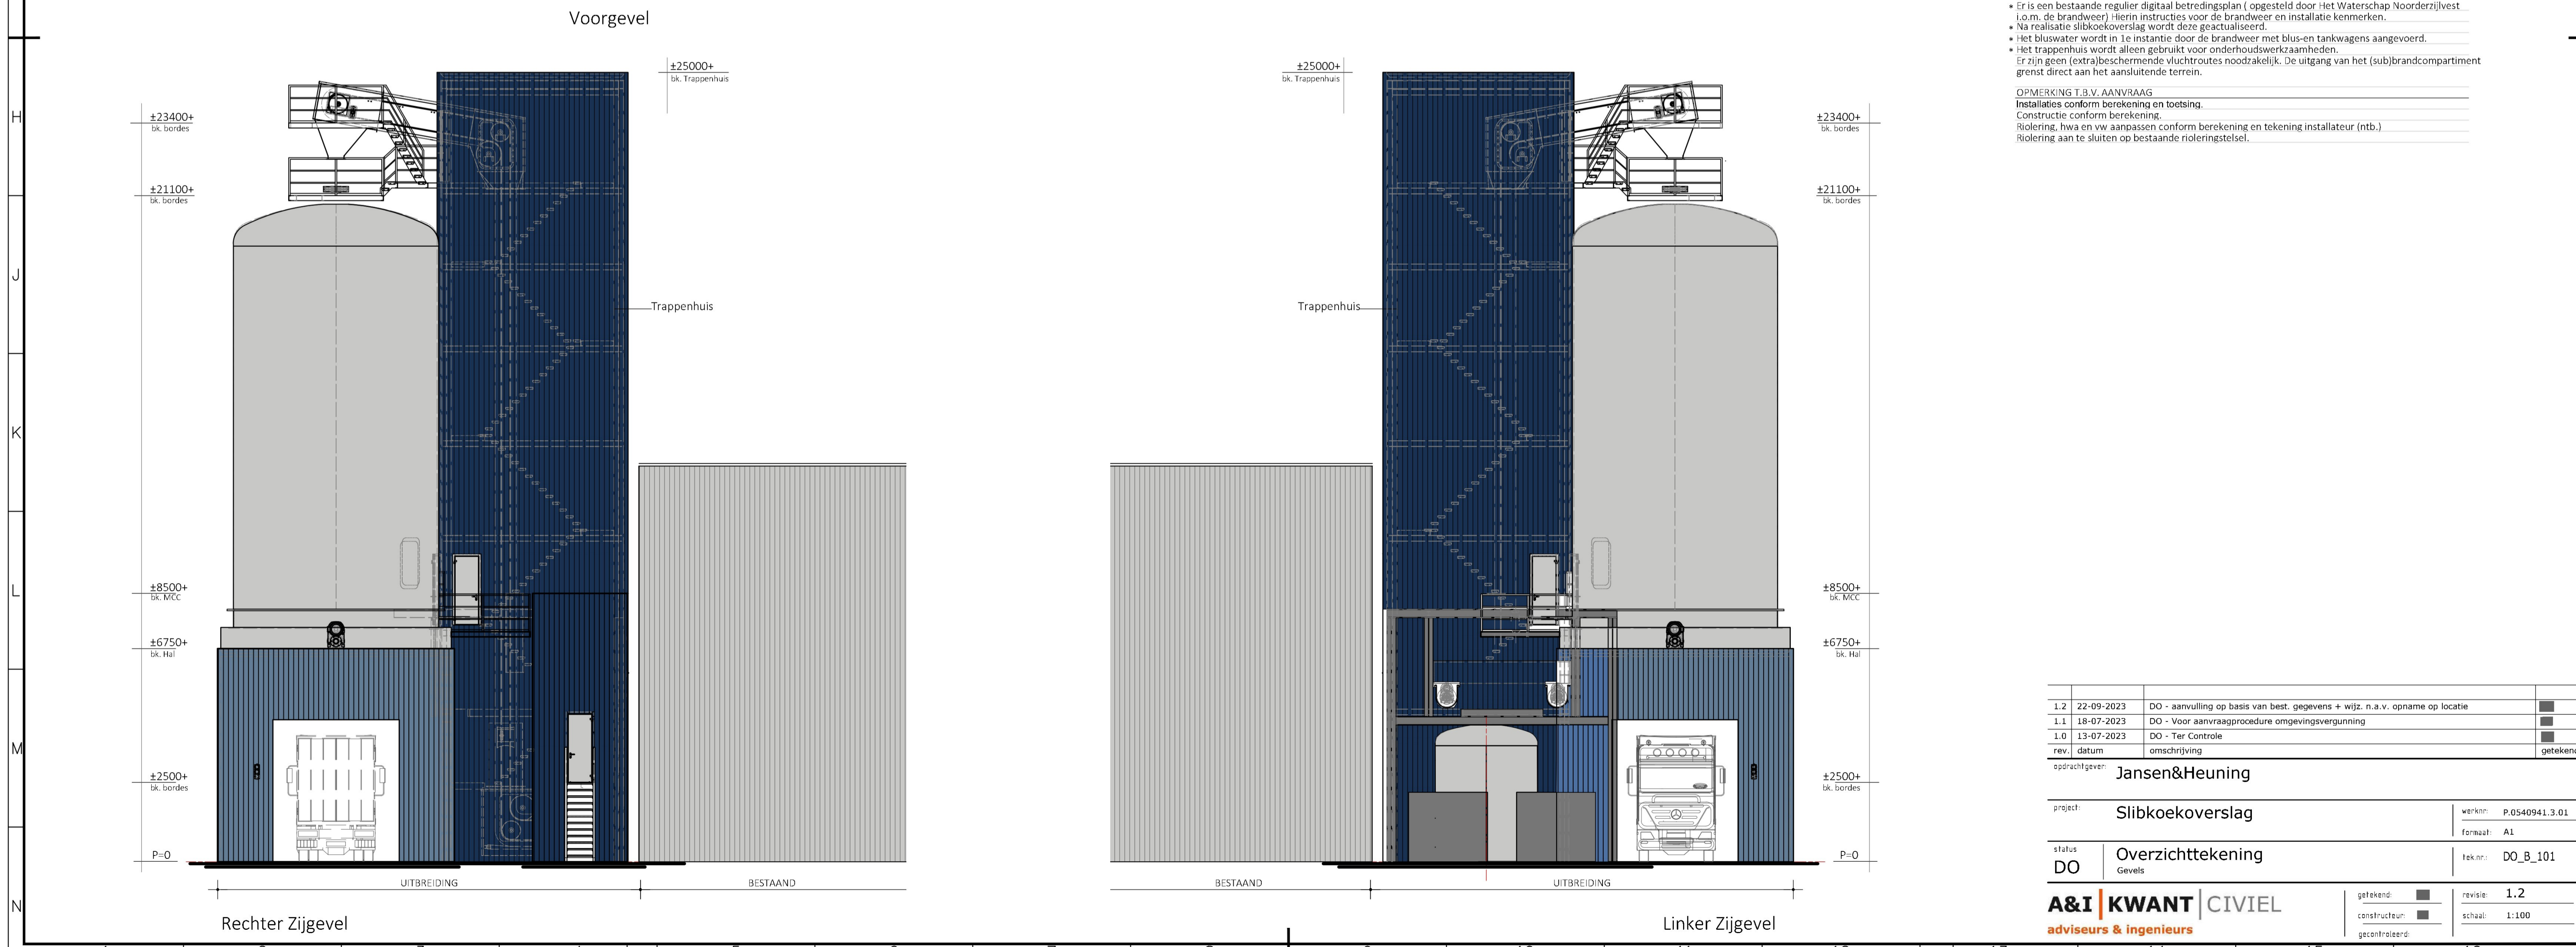 Voorgevel
* Er is een bestaande regulier digitaal betredingsplan ( opgesteld door Het Waterschap Noorderzijlvest
i.o.m. de brandweer) Hierin instructies voor de brandweer en installatie kenmerken.
* Na realisatie slibkoekoverslag wordt deze geactualiseerd.
* Het bluswater wordt in 1e instantie door de brandweer met blus-en tankwagens aangevoerd.
* Het trappenhuis wordt alleen gebruikt voor onderhoudswerkzaamheden.
Er zijn geen (extra)beschermende vluchtroutes noodzakelijk. De uitgang van het (sub)brandcompartiment
grenst direct aan het aansluitende terrein.
OPMERKING T.B.V. AANVRAAG
Installaties conform berekening en toetsing.
Constructie conform berekening.
Riolering, hwa en vw aanpassen conform berekening en tekening installateur (ntb.)
Riolering aan te sluiten op bestaande rioleringstelsel.
H
J
K
L
M
N
±25000+
bk. Trappenhuis
±23400+
bk. bordes
±21100+
bk. bordes
Trappenhuis
±8500+
bk. MCC
±6750+
bk. Hal
±2500+
bk. bordes
P=0
UITBREIDING
BESTAAND
Rechter Zijgevel
±25000+
bk. Trappenhuis
±23400+
bk. bordes
±21100+
bk. bordes
Trappenhuis
±8500+
bk. MCC
±6750+
bk. Hal
±2500+
bk. bordes
P=0
BESTAAND
UITBREIDING
Linker Zijgevel
1.2 22-09-2023 DO - aanvulling op basis van best. gegevens + wijz. n.a.v. opname op locatie
1.1 18-07-2023 DO - Voor aanvraagprocedure omgevingsvergunning
1.0 13-07-2023 DO - Ter Controle
rev. datum omschrijving
opdrachtgever: Jansen&Heuning
project: Slibkoekoverslag
werknr: P.0540941.3.01
formaat: A1
status DO
Overzichttekening
Gevels
tek.nr.: DO_B_101
A&I KWANT CIVIEL
adviseurs & ingenieurs
getekend:
constructeur:
gecontroleerd:
revisie: 1.2
schaal: 1:100